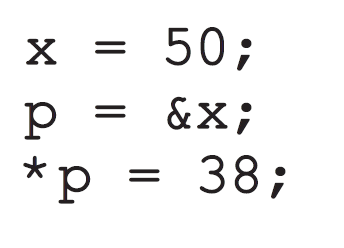 x = 50;
p = &x;
*p = 38;